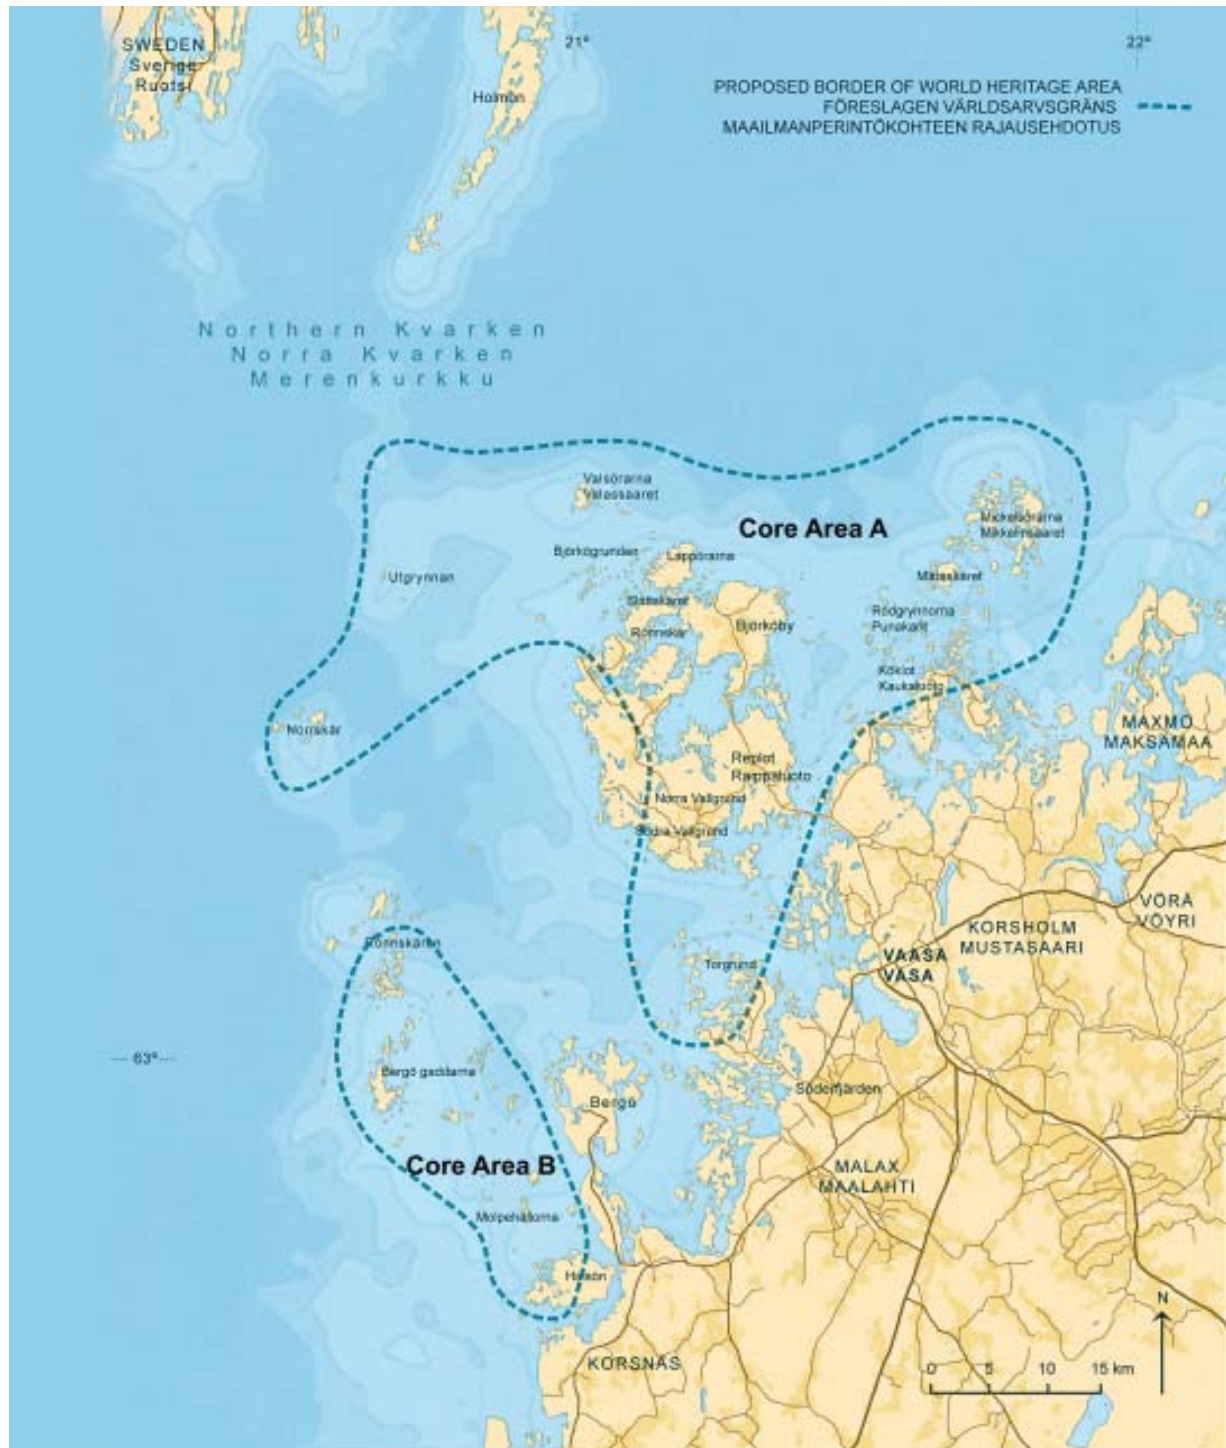 SWEDEN
Sverige
Ruotsi
21°
22°
Holmön
PROPOSED BORDER OF WORLD HERITAGE AREA
FÖRESLAGEN VÄRLDSARVSGRÄNS
MAAILMANPERINTÖKOHTEEN RAJAUSEHDOTUS
Northern Kvarken
Norra Kvarken
Merenkurkku
Valsörarna
Valassaaret
Core Area A
Mickelsörarna
Mikkelinsaaret
Björkögrunden
Lappörarna
Utgrynnan
Mässkäret
Slättskäret
Rönnskär
Björköby
Rödgrynnorna
Punakarit
Köklot
Kaukaluoto
Norrskär
MAXMO
MAKSAMAA
Replot
Raippaluoto
Norra Vallgrund
Södra Vallgrund
VÖRÅ
VÖYRI
KORSHOLM
MUSTASAARI
Rönnskären
VAASA
VASA
Torgrund
63°
Bergö gaddarna
Bergö
Söderfjärden
Core Area B
MALAX
MAALAHTI
Molpehällorna
Halsön
N
KORSNÄS
0 5 10 15 km